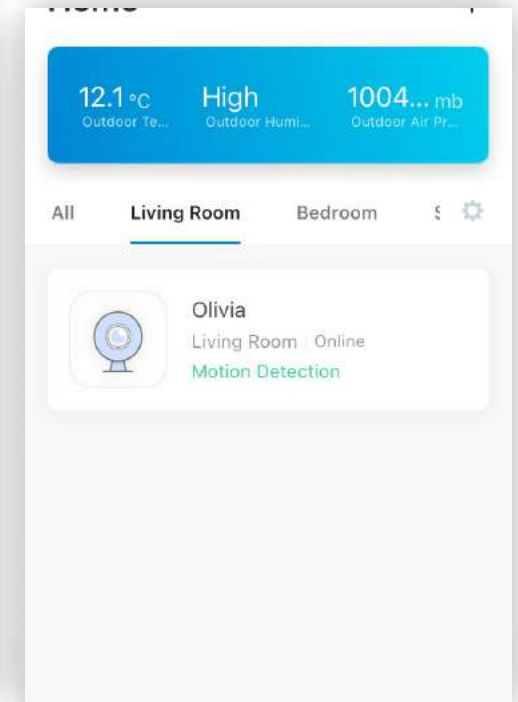 12.1 °C High 1004... mb
Outdoor Te... Outdoor Humi... Outdoor Air Pr...
All Living Room Bedroom
Olivia
Living Room Online
Motion Detection